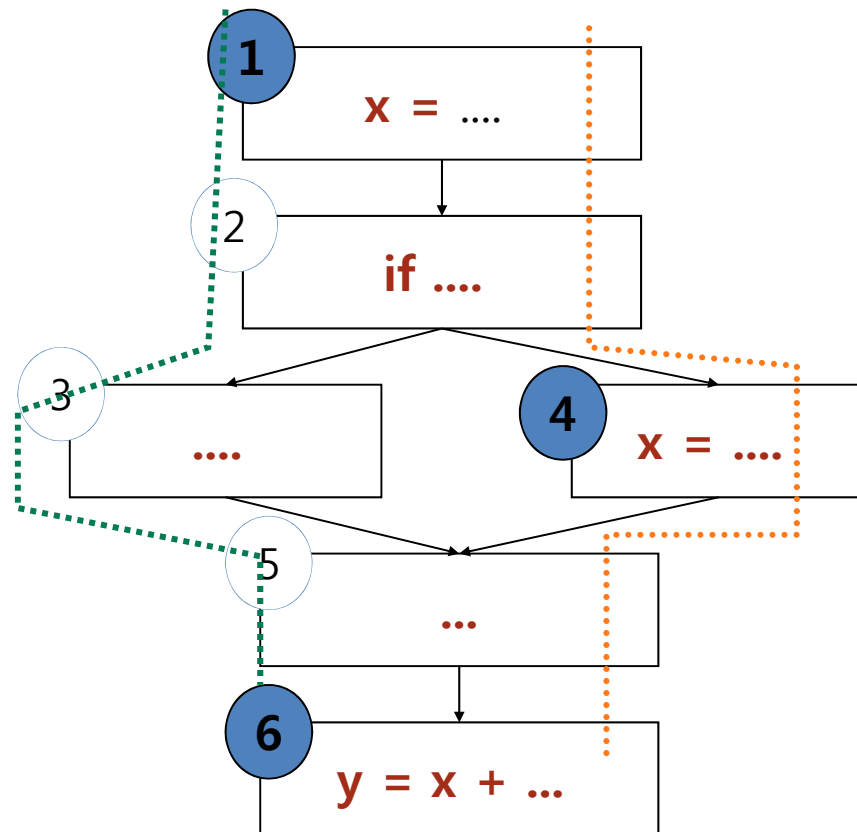 1
x = ....
2
if ....
3
....
4
x = ....
5
...
6
y = x + ...